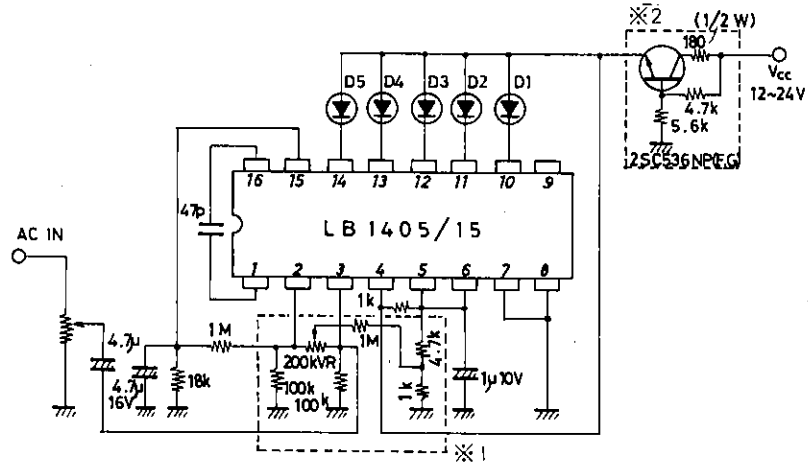 ※2
(1/2 W)
180
Vcc
12~24V
4.7k
5.6k
2SC536NP(F,G)
D5 D4 D3 D2 D1
16 15 14 13 12 11 10 9
47p
LB1405/15
AC IN
1 2 3 4 5 6 7 8
1k
1M
200kVR
1M
4.7k
4.7μ
4.7μ
16V
18k
100k
100k
1k
1μ10V
※1